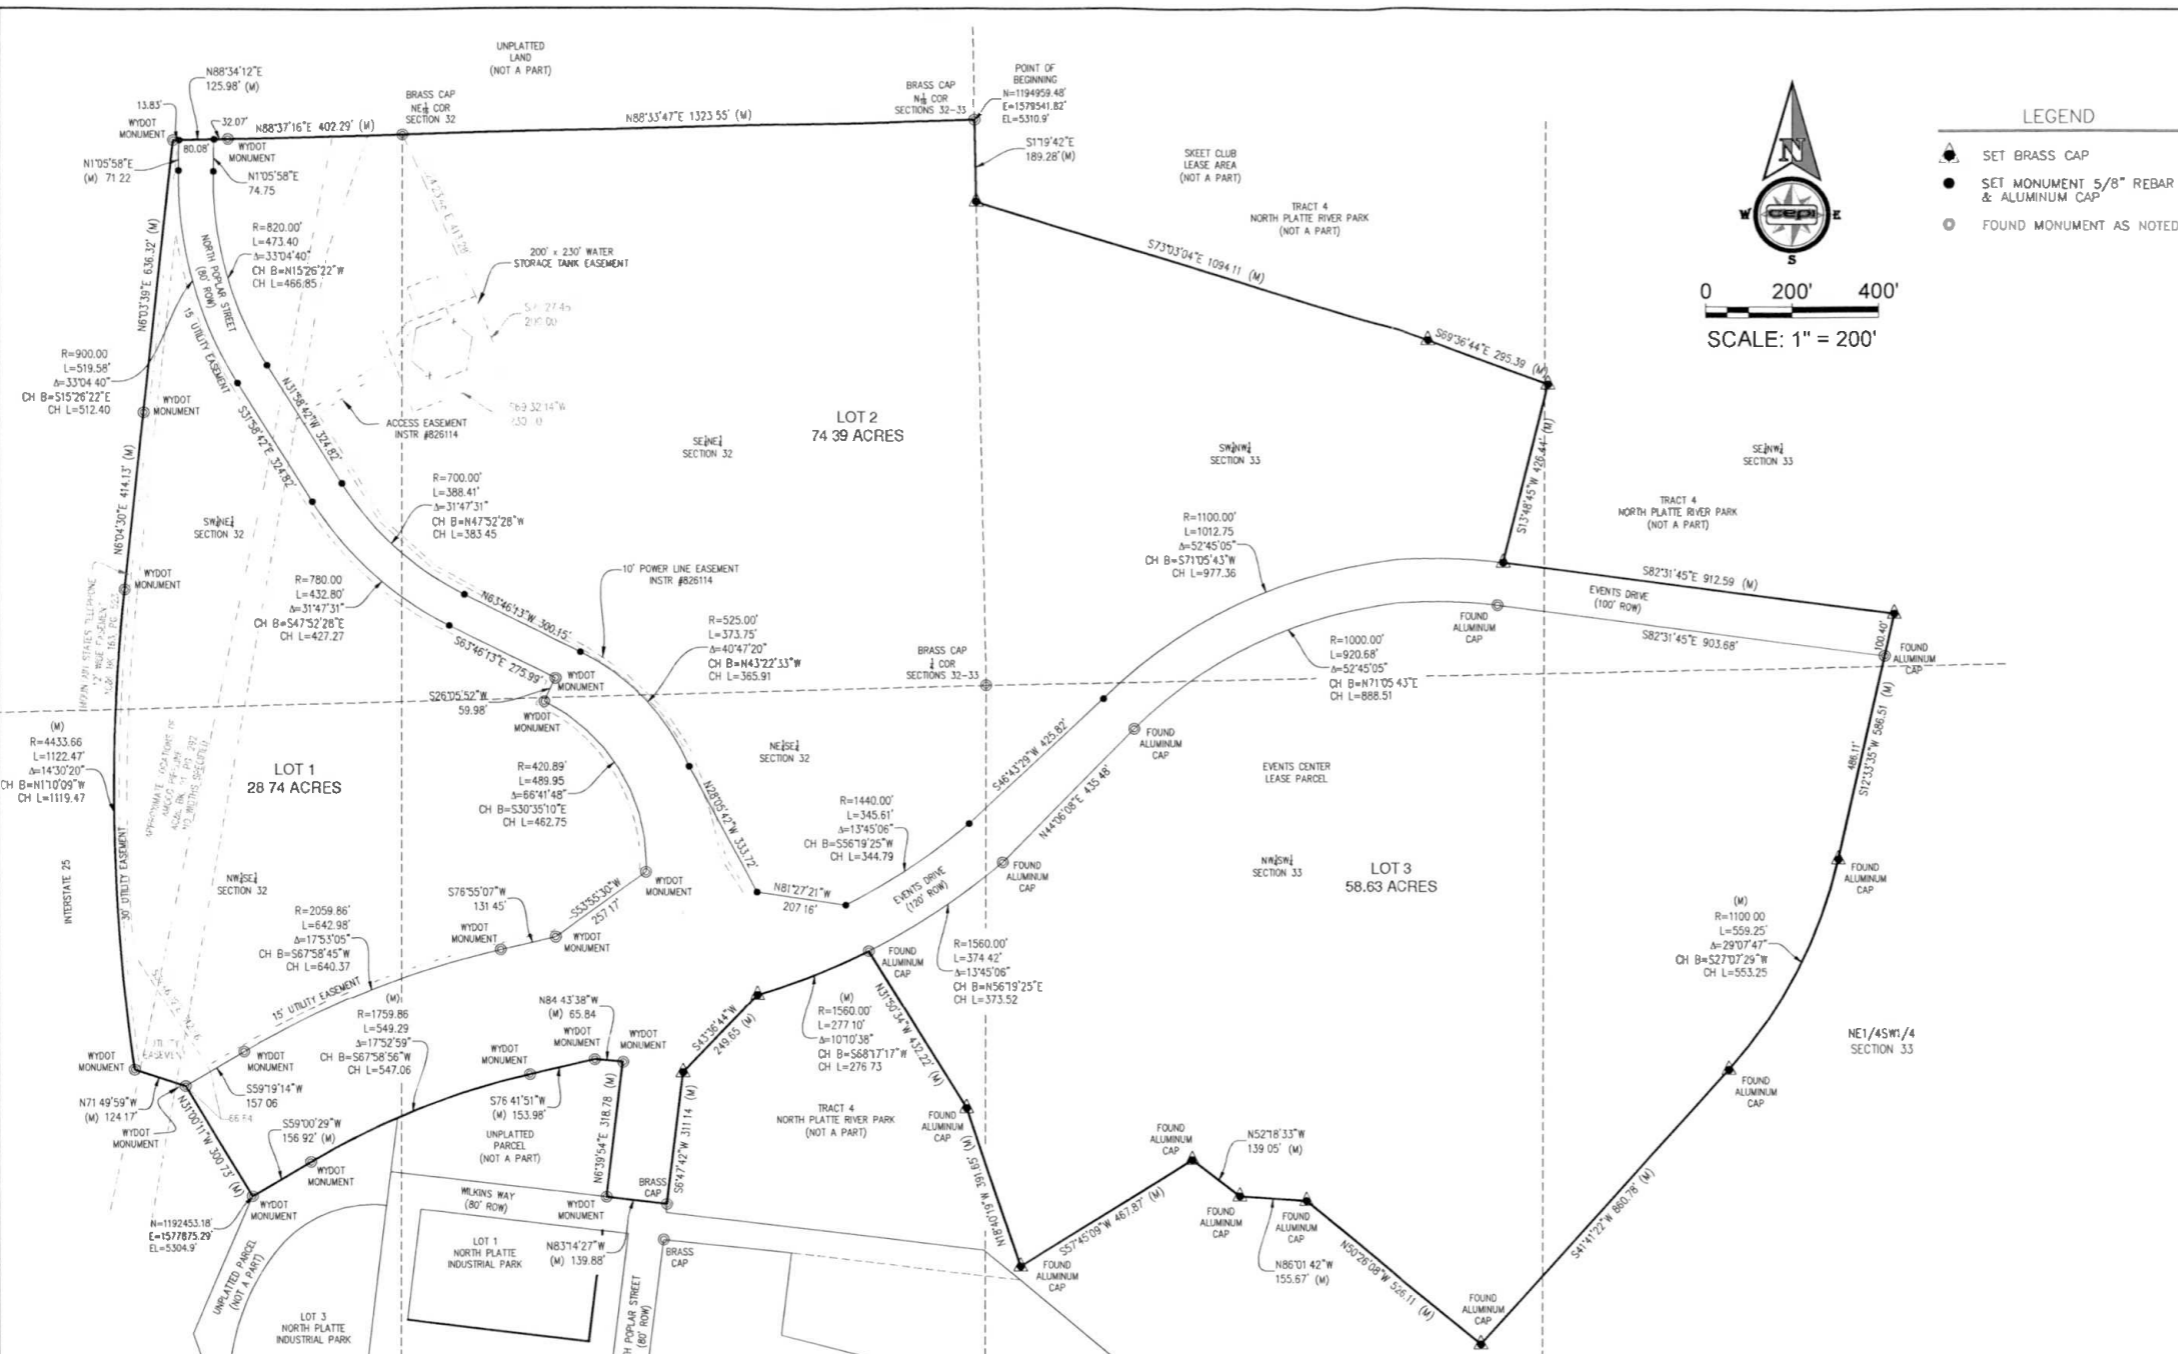 UNPLATTED
LAND
(NOT A PART)
N88°34'12"E
125.98' (M)
13.83'
32.07'
80.08'
WYDOT
MONUMENT
WYDOT
MONUMENT
N88°37'16"E 402.29' (M)
BRASS CAP
NE 1/16 COR
SECTION 32
N88°33'47"E 1323.55' (M)
BRASS CAP
N 1/16 COR
SECTIONS 32-33
POINT OF
BEGINNING
N=1194959.48'
E=1579541.82'
EL=5310.9'
S1°19'42"E
189.28' (M)
SKEET CLUB
LEASE AREA
(NOT A PART)
TRACT 4
NORTH PLATTE RIVER PARK
(NOT A PART)
LEGEND
SET BRASS CAP
SET MONUMENT 5/8" REBAR
& ALUMINUM CAP
FOUND MONUMENT AS NOTED
N
W
cepi
E
S
0 200' 400'
SCALE: 1" = 200'
N1°05'58"E
(M) 71.22
N1°05'58"E
74.75
N6°03'39"E 636.32' (M)
NORTH POPLAR STREET
(80' ROW)
15' UTILITY EASEMENT
R=820.00'
L=473.40
Δ=33°04'40"
CH B=N15°26'22"W
CH L=466.85
200' x 230' WATER
STORAGE TANK EASEMENT
S73°03'04"E 1094.11 (M)
S69°36'44"E 295.39 (M)
R=900.00
L=519.58'
Δ=33°04'40"
CH B=S15°26'22"E
CH L=512.40
WYDOT
MONUMENT
N31°58'42"W 324.82'
S31°58'42"E 324.82'
ACCESS EASEMENT
INSTR #826114
LOT 2
74.39 ACRES
SE¼NE¼
SECTION 32
SW¼NW¼
SECTION 33
SE¼NW¼
SECTION 33
S13°48'45"W 426.44' (M)
TRACT 4
NORTH PLATTE RIVER PARK
(NOT A PART)
N6°04'30"E 414.13' (M)
SW¼NE¼
SECTION 32
R=700.00'
L=388.41'
Δ=31°47'31"
CH B=N47°52'28"W
CH L=383.45
R=1100.00'
L=1012.75
Δ=52°45'05"
CH B=S71°05'43"W
CH L=977.36
WYDOT
MONUMENT
R=780.00
L=432.80'
Δ=31°47'31"
CH B=S47°52'28"E
CH L=427.27
10' POWER LINE EASEMENT
INSTR #826114
N63°46'13"W 300.15'
S63°46'13"E 275.99'
S82°31'45"E 912.59 (M)
EVENTS DRIVE
(100' ROW)
S82°31'45"E 903.68'
100.40'
FOUND
ALUMINUM
CAP
FOUND
ALUMINUM
CAP
R=525.00'
L=373.75'
Δ=40°47'20"
CH B=N43°22'33"W
CH L=365.91
BRASS CAP
¼ COR
SECTIONS 32-33
R=1000.00'
L=920.68'
Δ=52°45'05"
CH B=N71°05'43"E
CH L=888.51
WYDOT
MONUMENT
S26°05'52"W
59.98'
WYDOT
MONUMENT
(M)
R=4433.66
L=1122.47'
Δ=14°30'20"
CH B=N1°10'09"W
CH L=1119.47
LOT 1
28.74 ACRES
NE¼SE¼
SECTION 32
R=420.89'
L=489.95
Δ=66°41'48"
CH B=S30°35'10"E
CH L=462.75
N28°05'42"W 333.72'
S46°43'29"W 425.82'
N44°06'08"E 435.48'
FOUND
ALUMINUM
CAP
EVENTS CENTER
LEASE PARCEL
486.11'
S12°33'35"W 586.51 (M)
R=1440.00'
L=345.61'
Δ=13°45'06"
CH B=S56°19'25"W
CH L=344.79
INTERSTATE 25
30' UTILITY EASEMENT
NW¼SE¼
SECTION 32
S76°55'07"W
131.45'
S53°55'30"W
257.17'
WYDOT
MONUMENT
N81°27'21"W
207.16'
EVENTS DRIVE
(120' ROW)
FOUND
ALUMINUM
CAP
NW¼SW¼
SECTION 33
LOT 3
58.63 ACRES
FOUND
ALUMINUM
CAP
R=2059.86'
L=642.98'
Δ=17°53'05"
CH B=S67°58'45"W
CH L=640.37
WYDOT
MONUMENT
WYDOT
MONUMENT
FOUND
ALUMINUM
CAP
R=1560.00'
L=374.42'
Δ=13°45'06"
CH B=N56°19'25"E
CH L=373.52
(M)
R=1100.00
L=559.25'
Δ=29°07'47"
CH B=S27°07'29"W
CH L=553.25
15' UTILITY EASEMENT
(M)
R=1759.86
L=549.29
Δ=17°52'59"
CH B=S67°58'56"W
CH L=547.06
N84°43'38"W
(M) 65.84
WYDOT
MONUMENT
WYDOT
MONUMENT
WYDOT
MONUMENT
S43°36'44"W
249.65 (M)
(M)
R=1560.00'
L=277.10'
Δ=10°10'38"
CH B=S68°17'17"W
CH L=276.73
N31°50'34"W 432.22' (M)
NE1/4SW1/4
SECTION 33
WYDOT
MONUMENT
WYDOT
MONUMENT
S59°19'14"W
157.06
N71°49'59"W
(M) 124.17'
WYDOT
MONUMENT
N31°00'11"W 300.73' (M)
S59°00'29"W
156.92' (M)
S76°41'51"W
(M) 153.98'
UNPLATTED
PARCEL
(NOT A PART)
N6°39'54"E 318.78 (M)
S6°47'42"W 311.14 (M)
TRACT 4
NORTH PLATTE RIVER PARK
(NOT A PART)
FOUND
ALUMINUM
CAP
FOUND
ALUMINUM
CAP
N18°40'19"W 391.65' (M)
FOUND
ALUMINUM
CAP
N52°18'33"W
139.05' (M)
WYDOT
MONUMENT
WYDOT
MONUMENT
N=1192453.18'
E=1577875.29'
EL=5304.9'
WILKINS WAY
(80' ROW)
WYDOT
MONUMENT
BRASS
CAP
N83°14'27"W
(M) 139.88'
BRASS
CAP
LOT 1
NORTH PLATTE
INDUSTRIAL PARK
UNPLATTED PARCEL
(NOT A PART)
LOT 3
NORTH PLATTE
INDUSTRIAL PARK
H POPLAR STREET
(80' ROW)
FOUND
ALUMINUM
CAP
S57°45'09"W 467.87' (M)
FOUND
ALUMINUM
CAP
FOUND
ALUMINUM
CAP
N86°01'42"W
155.67' (M)
N50°26'08"W 526.11 (M)
S41°41'22"W 860.78' (M)
FOUND
ALUMINUM
CAP